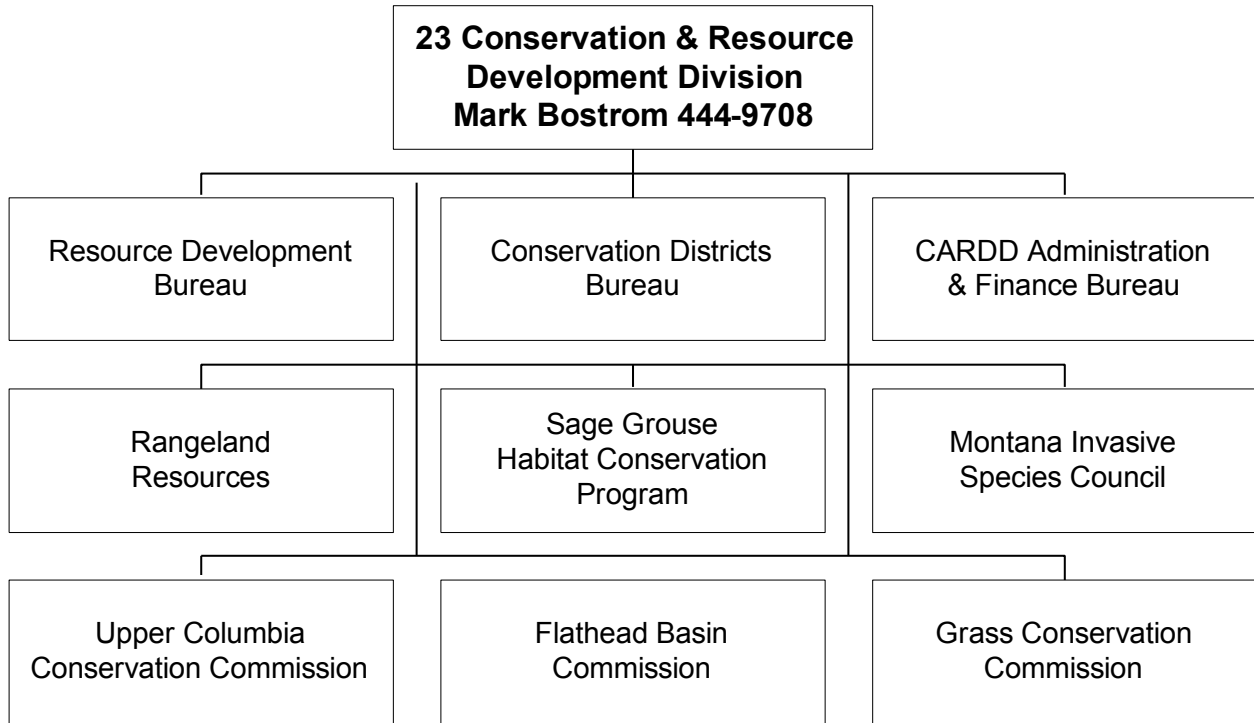 23 Conservation & Resource
Development Division
Mark Bostrom 444-9708
Resource Development
Bureau
Conservation Districts
Bureau
CARDD Administration
& Finance Bureau
Rangeland
Resources
Sage Grouse
Habitat Conservation
Program
Montana Invasive
Species Council
Upper Columbia
Conservation Commission
Flathead Basin
Commission
Grass Conservation
Commission